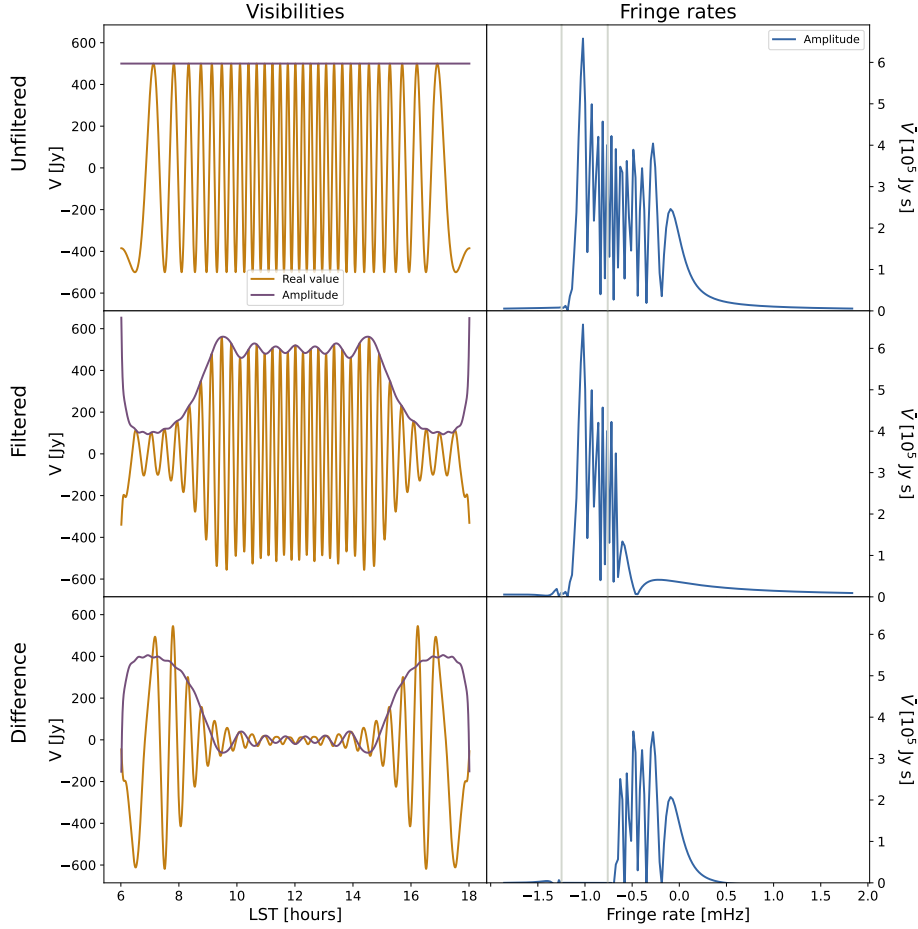 Visibilities
Fringe rates
Unfiltered
V [Jy]
600
400
200
0
−200
−400
−600
Real value
Amplitude
Amplitude
6
5
4
3
2
1
0
Ṽ [10⁵ Jy s]
Filtered
V [Jy]
600
400
200
0
−200
−400
−600
6
5
4
3
2
1
0
Ṽ [10⁵ Jy s]
Difference
V [Jy]
600
400
200
0
−200
−400
−600
6
5
4
3
2
1
0
Ṽ [10⁵ Jy s]
6 8 10 12 14 16 18
LST [hours]
−1.5 −1.0 −0.5 0.0 0.5 1.0 1.5 2.0
Fringe rate [mHz]